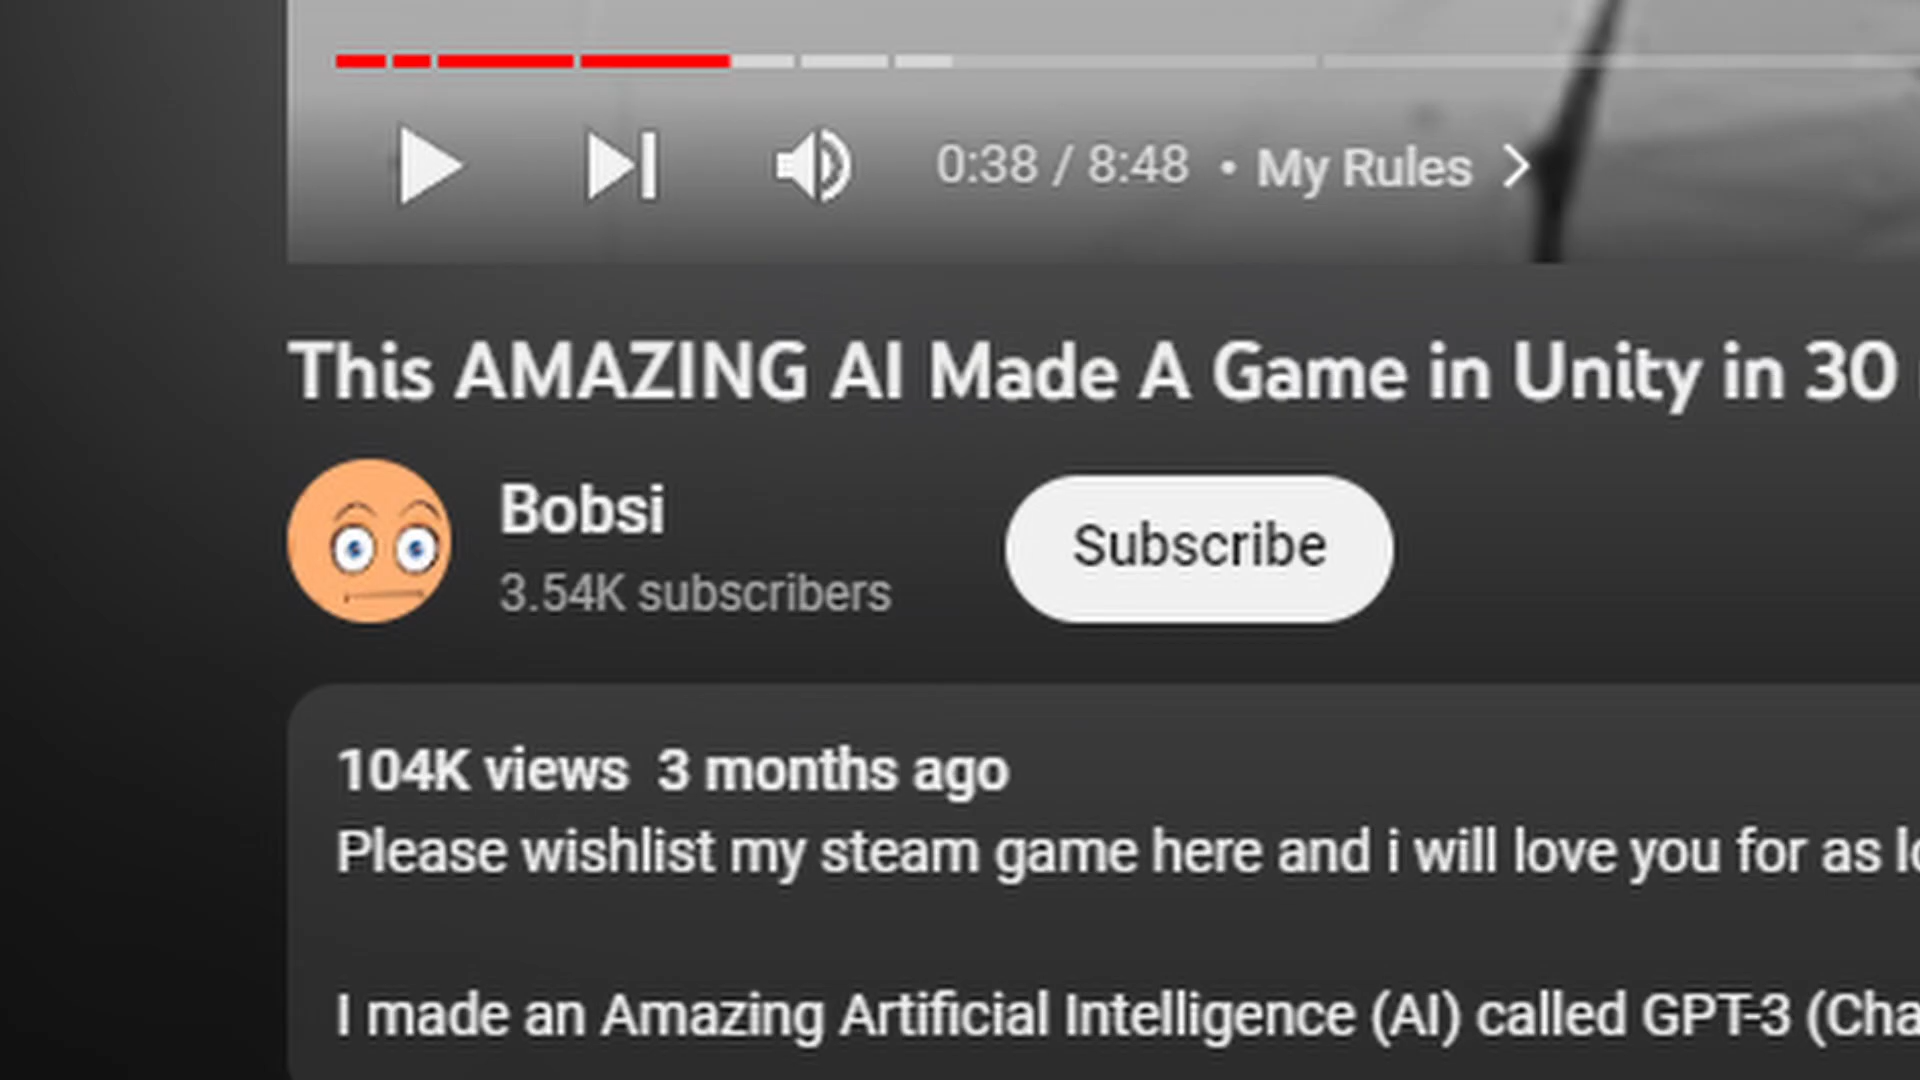 0:38 / 8:48 • My Rules
This AMAZING AI Made A Game in Unity in 30
Bobsi
3.54K subscribers
Subscribe
104K views 3 months ago
Please wishlist my steam game here and i will love you for as
I made an Amazing Artificial Intelligence (AI) called GPT-3 (Cha